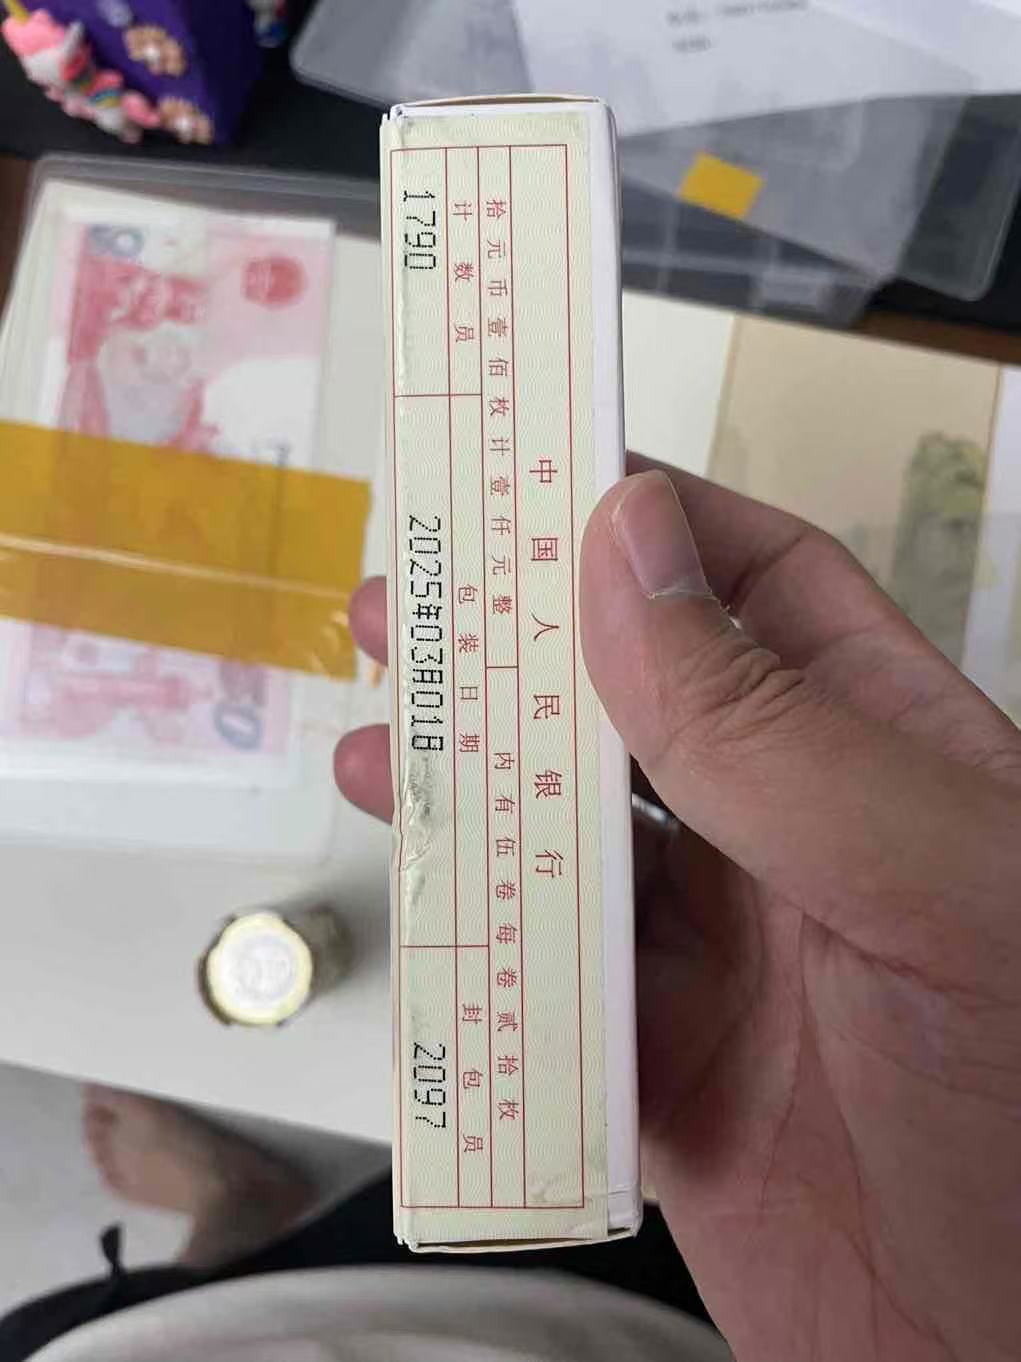 中国人民银行
拾元币壹佰枚计壹仟元整
内有伍卷每卷贰拾枚
计数员
包装日期
封包员
1790
2025年03月01日
2097